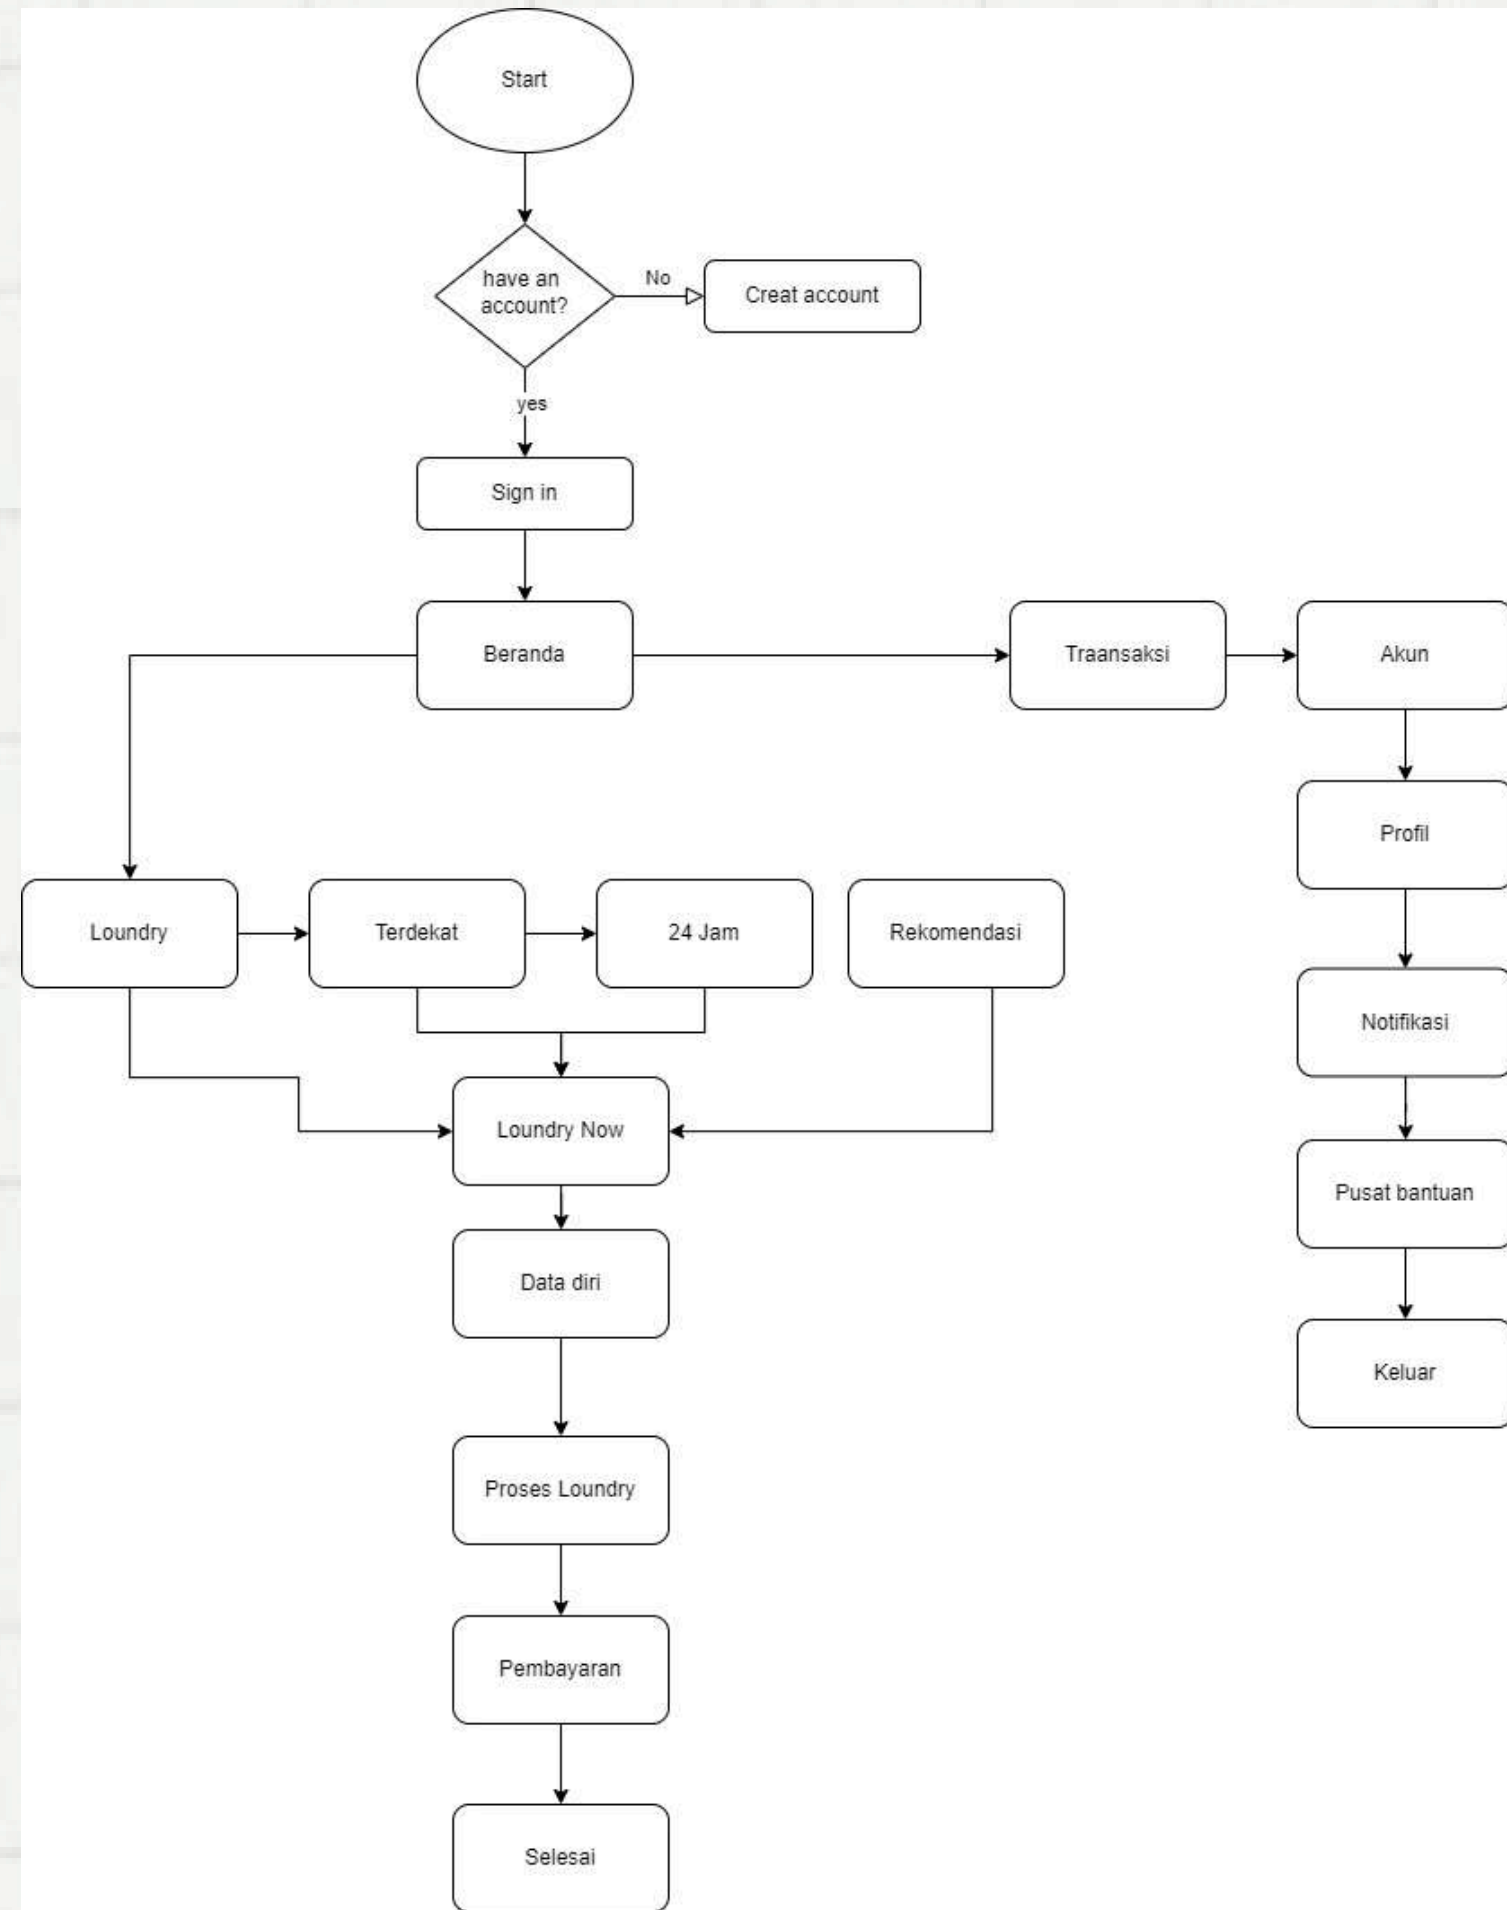 Start
have an
account?
No
Creat account
yes
Sign in
Beranda
Traansaksi
Akun
Profil
Loundry
Terdekat
24 Jam
Rekomendasi
Notifikasi
Loundry Now
Pusat bantuan
Data diri
Keluar
Proses Loundry
Pembayaran
Selesai